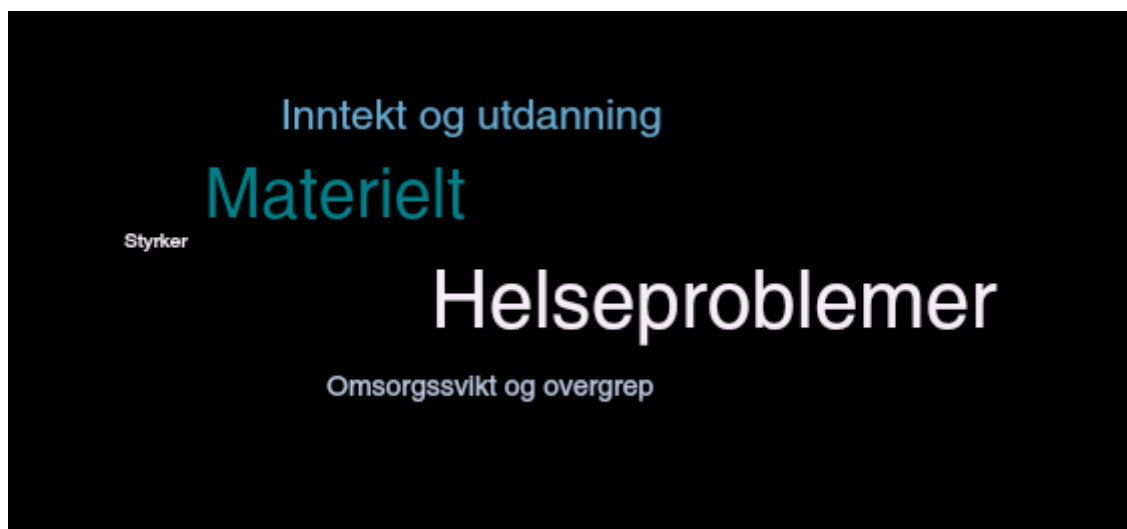 Inntekt og utdanning
Materielt
Styrker
Helseproblemer
Omsorgssvikt og overgrep